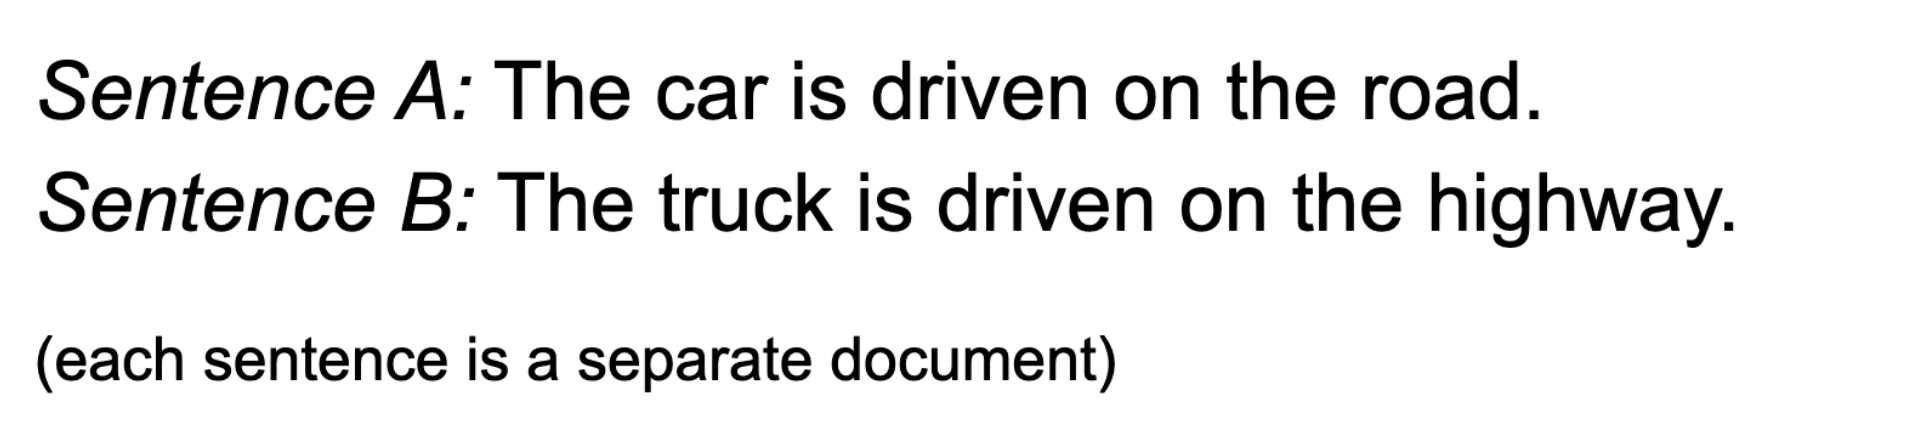 Sentence A: The car is driven on the road.
Sentence B: The truck is driven on the highway.
(each sentence is a separate document)